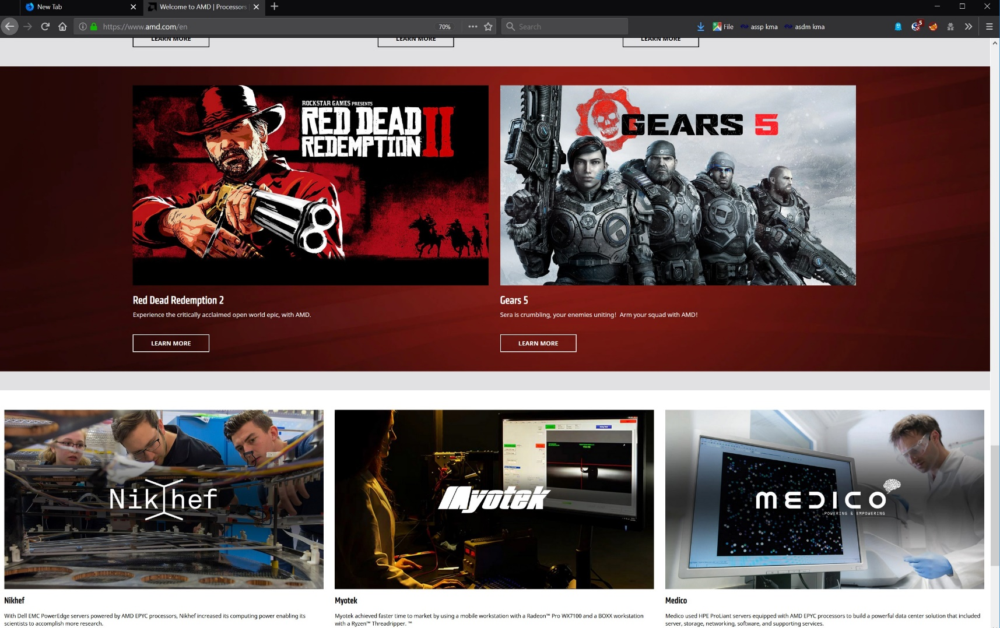 New Tab
Welcome to AMD | Processors
https://www.amd.com/en
70%
Search
File
assp kma
asdm kma
5
LEARN MORE
LEARN MORE
LEARN MORE
ROCKSTAR GAMES PRESENTS
RED DEAD
REDEMPTION II
GEARS 5
Red Dead Redemption 2
Experience the critically acclaimed open world epic, with AMD.
LEARN MORE
Gears 5
Sera is crumbling, your enemies uniting! Arm your squad with AMD!
LEARN MORE
Nikhef
Myotek
MEDICO
POWERING & EMPOWERING
Nikhef
With Dell EMC PowerEdge servers powered by AMD EPYC processors, Nikhef increased its computing power enabling its
scientists to accomplish more research.
Myotek
Myotek achieved faster time to market by using a mobile workstation with a Radeon™ Pro WX7100 and a BOXX workstation
with a Ryzen™ Threadripper. ™
Medico
Medico used HPE ProLiant servers equipped with AMD EPYC processors to build a powerful data center solution that included
server, storage, networking, software, and supporting services.